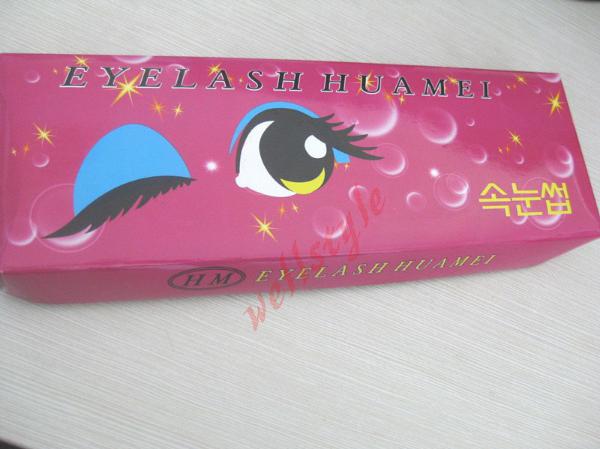 EYELASH HUAMEI
속눈썹
HM EYELASH HUAMEI
wellstyle